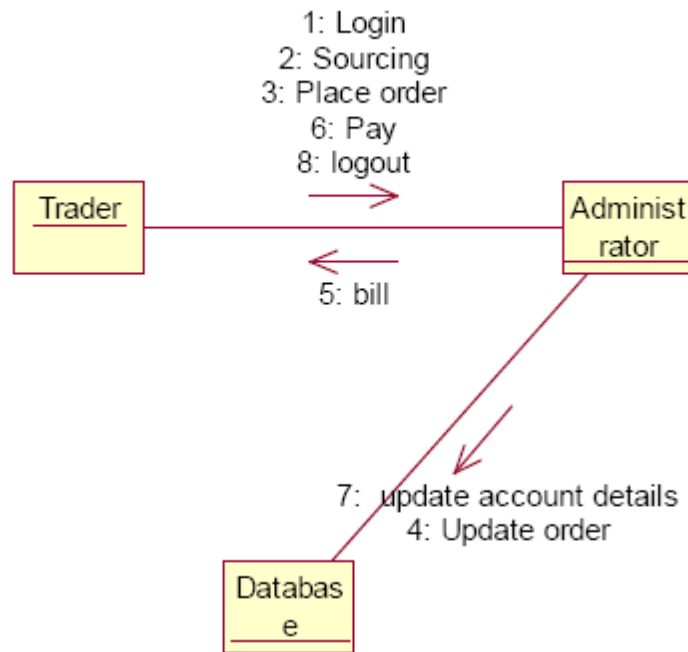 1: Login
2: Sourcing
3: Place order
6: Pay
8: logout
Trader
Administ
rator
5: bill
7:  update account details
4: Update order
Databas
e